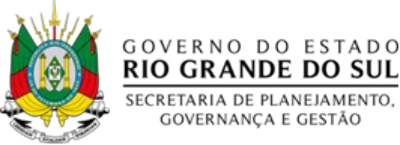 GOVERNO DO ESTADO
RIO GRANDE DO SUL
SECRETARIA DE PLANEJAMENTO,
GOVERNANÇA E GESTÃO